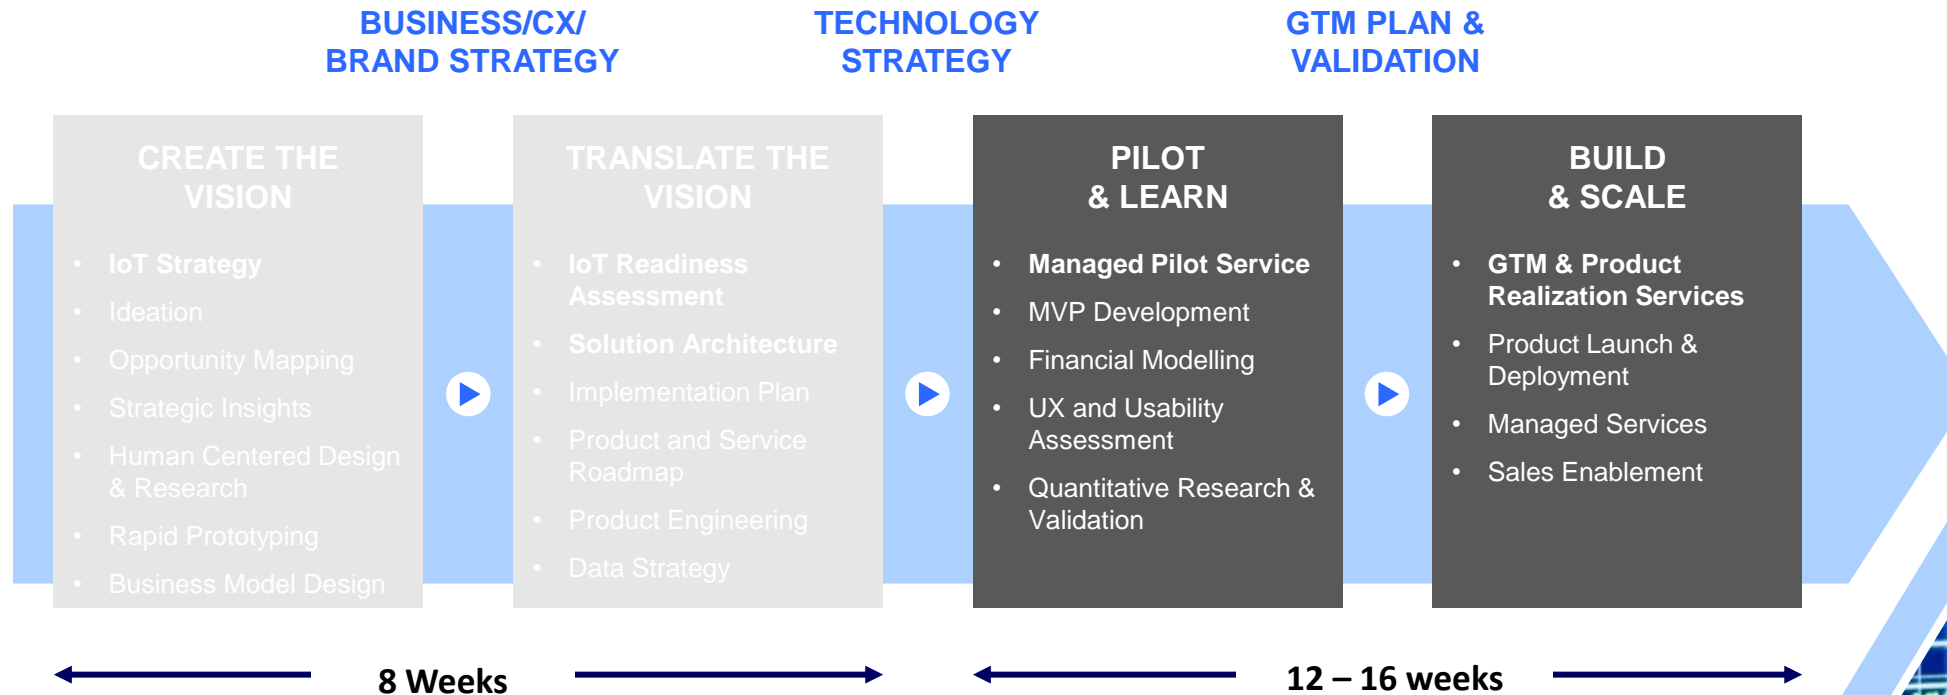 BUSINESS/CX/
BRAND STRATEGY
TECHNOLOGY
STRATEGY
GTM PLAN &
VALIDATION
CREATE THE
VISION
• IoT Strategy
• Ideation
• Opportunity Mapping
• Strategic Insights
• Human Centered Design
& Research
• Rapid Prototyping
• Business Model Design
TRANSLATE THE
VISION
• IoT Readiness
Assessment
• Solution Architecture
• Implementation Plan
• Product and Service
Roadmap
• Product Engineering
• Data Strategy
PILOT
& LEARN
• Managed Pilot Service
• MVP Development
• Financial Modelling
• UX and Usability
Assessment
• Quantitative Research &
Validation
BUILD
& SCALE
• GTM & Product
Realization Services
• Product Launch &
Deployment
• Managed Services
• Sales Enablement
8 Weeks
12 – 16 weeks